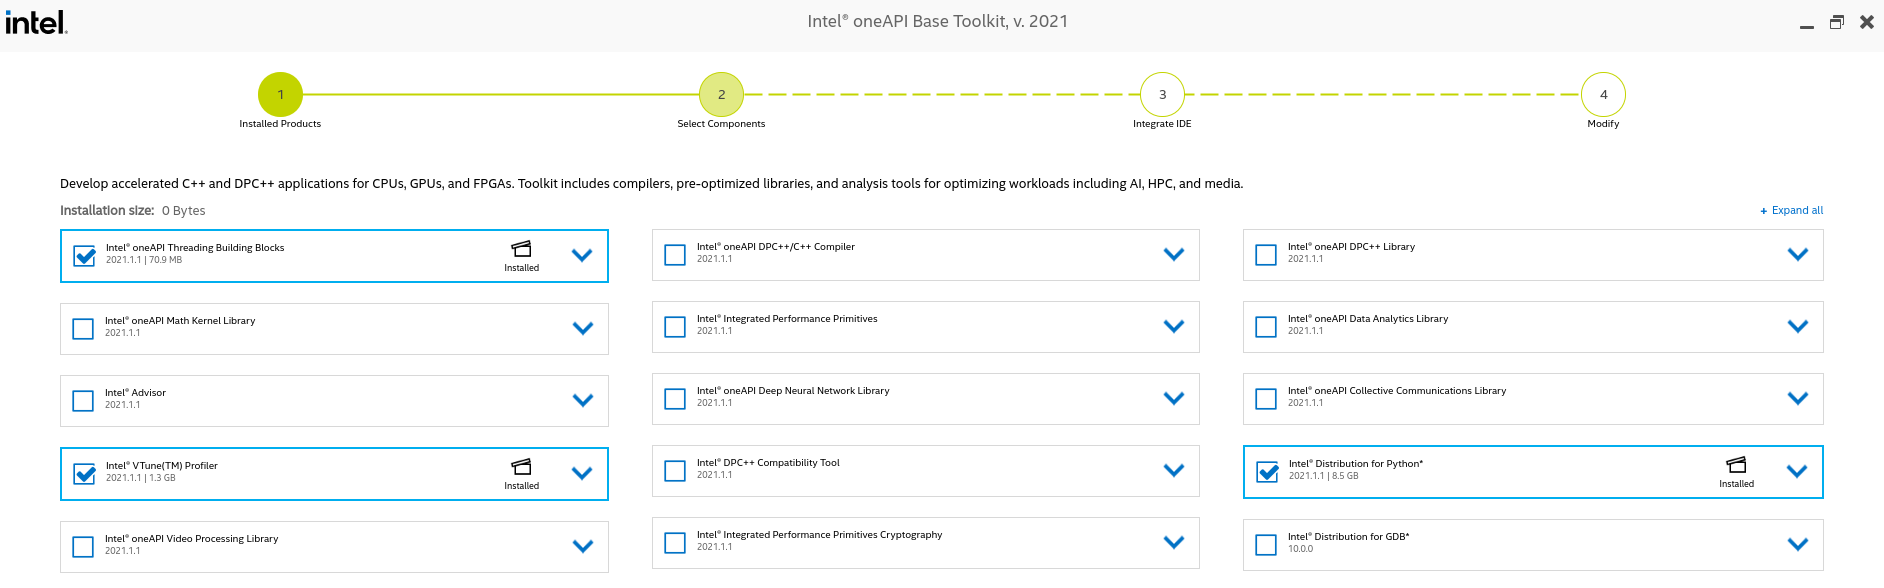 intel.
Intel® oneAPI Base Toolkit, v. 2021
1
2
3
4
Installed Products
Select Components
Integrate IDE
Modify
Develop accelerated C++ and DPC++ applications for CPUs, GPUs, and FPGAs. Toolkit includes compilers, pre-optimized libraries, and analysis tools for optimizing workloads including AI, HPC, and media.
Installation size: 0 Bytes
+ Expand all
Intel® oneAPI Threading Building Blocks
2021.1.1 | 70.9 MB
Installed
Intel® oneAPI DPC++/C++ Compiler
2021.1.1
Intel® oneAPI DPC++ Library
2021.1.1
Intel® oneAPI Math Kernel Library
2021.1.1
Intel® Integrated Performance Primitives
2021.1.1
Intel® oneAPI Data Analytics Library
2021.1.1
Intel® Advisor
2021.1.1
Intel® oneAPI Deep Neural Network Library
2021.1.1
Intel® oneAPI Collective Communications Library
2021.1.1
Intel® VTune(TM) Profiler
2021.1.1 | 1.3 GB
Installed
Intel® DPC++ Compatibility Tool
2021.1.1
Intel® Distribution for Python*
2021.1.1 | 8.5 GB
Installed
Intel® oneAPI Video Processing Library
2021.1.1
Intel® Integrated Performance Primitives Cryptography
2021.1.1
Intel® Distribution for GDB*
10.0.0